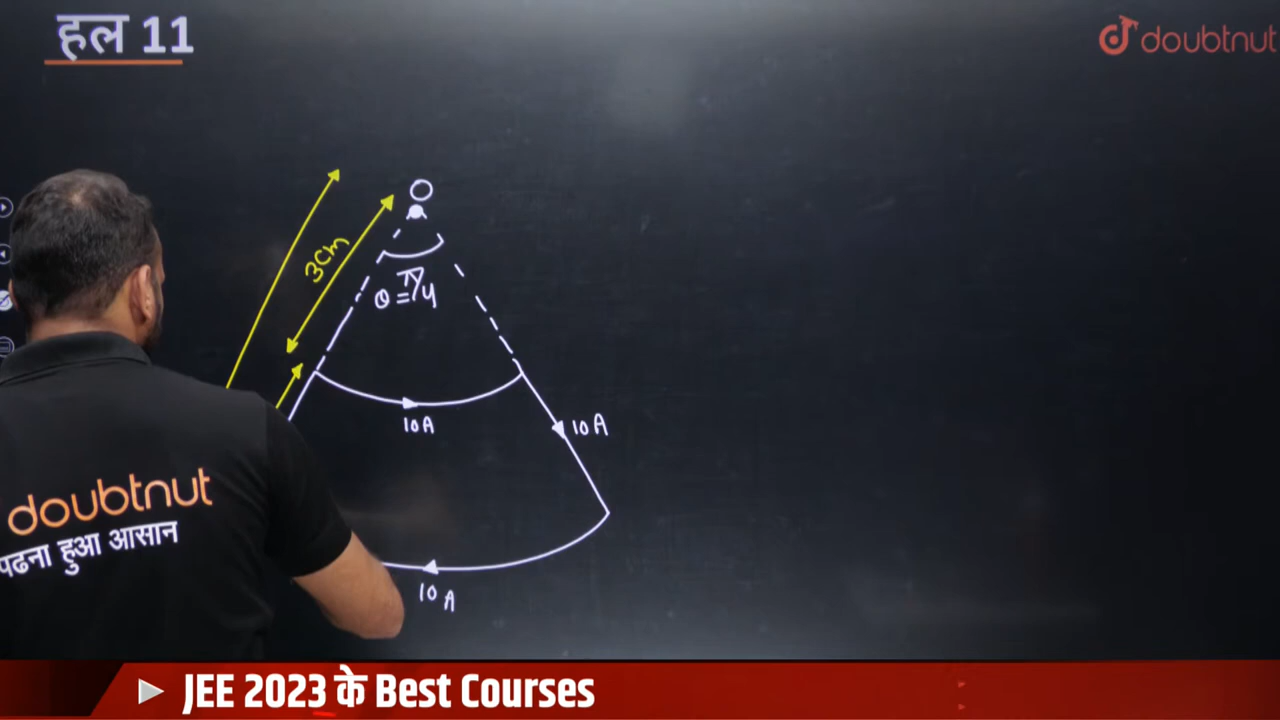 हल 11
doubtnut
O
3cm
θ = π/4
10A
10A
10A
doubtnut
पढना हुआ आसान
JEE 2023 के Best Courses